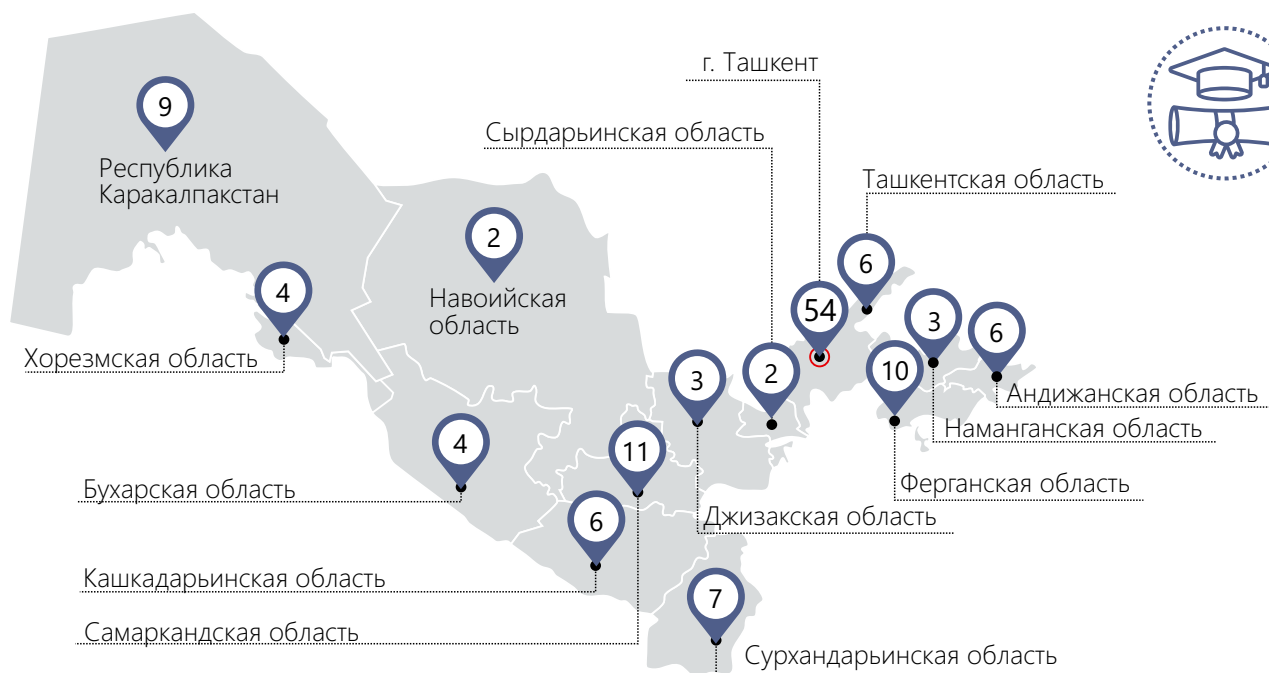 г. Ташкент
Сырдарьинская область
9
Республика
Каракалпакстан
Ташкентская область
2
6
4
Навоийская
область
54
3
6
Хорезмская область
3
2
10
Андижанская область
Наманганская область
4
11
Бухарская область
Ферганская область
6
Джизакская область
Кашкадарьинская область
7
Самаркандская область
Сурхандарьинская область